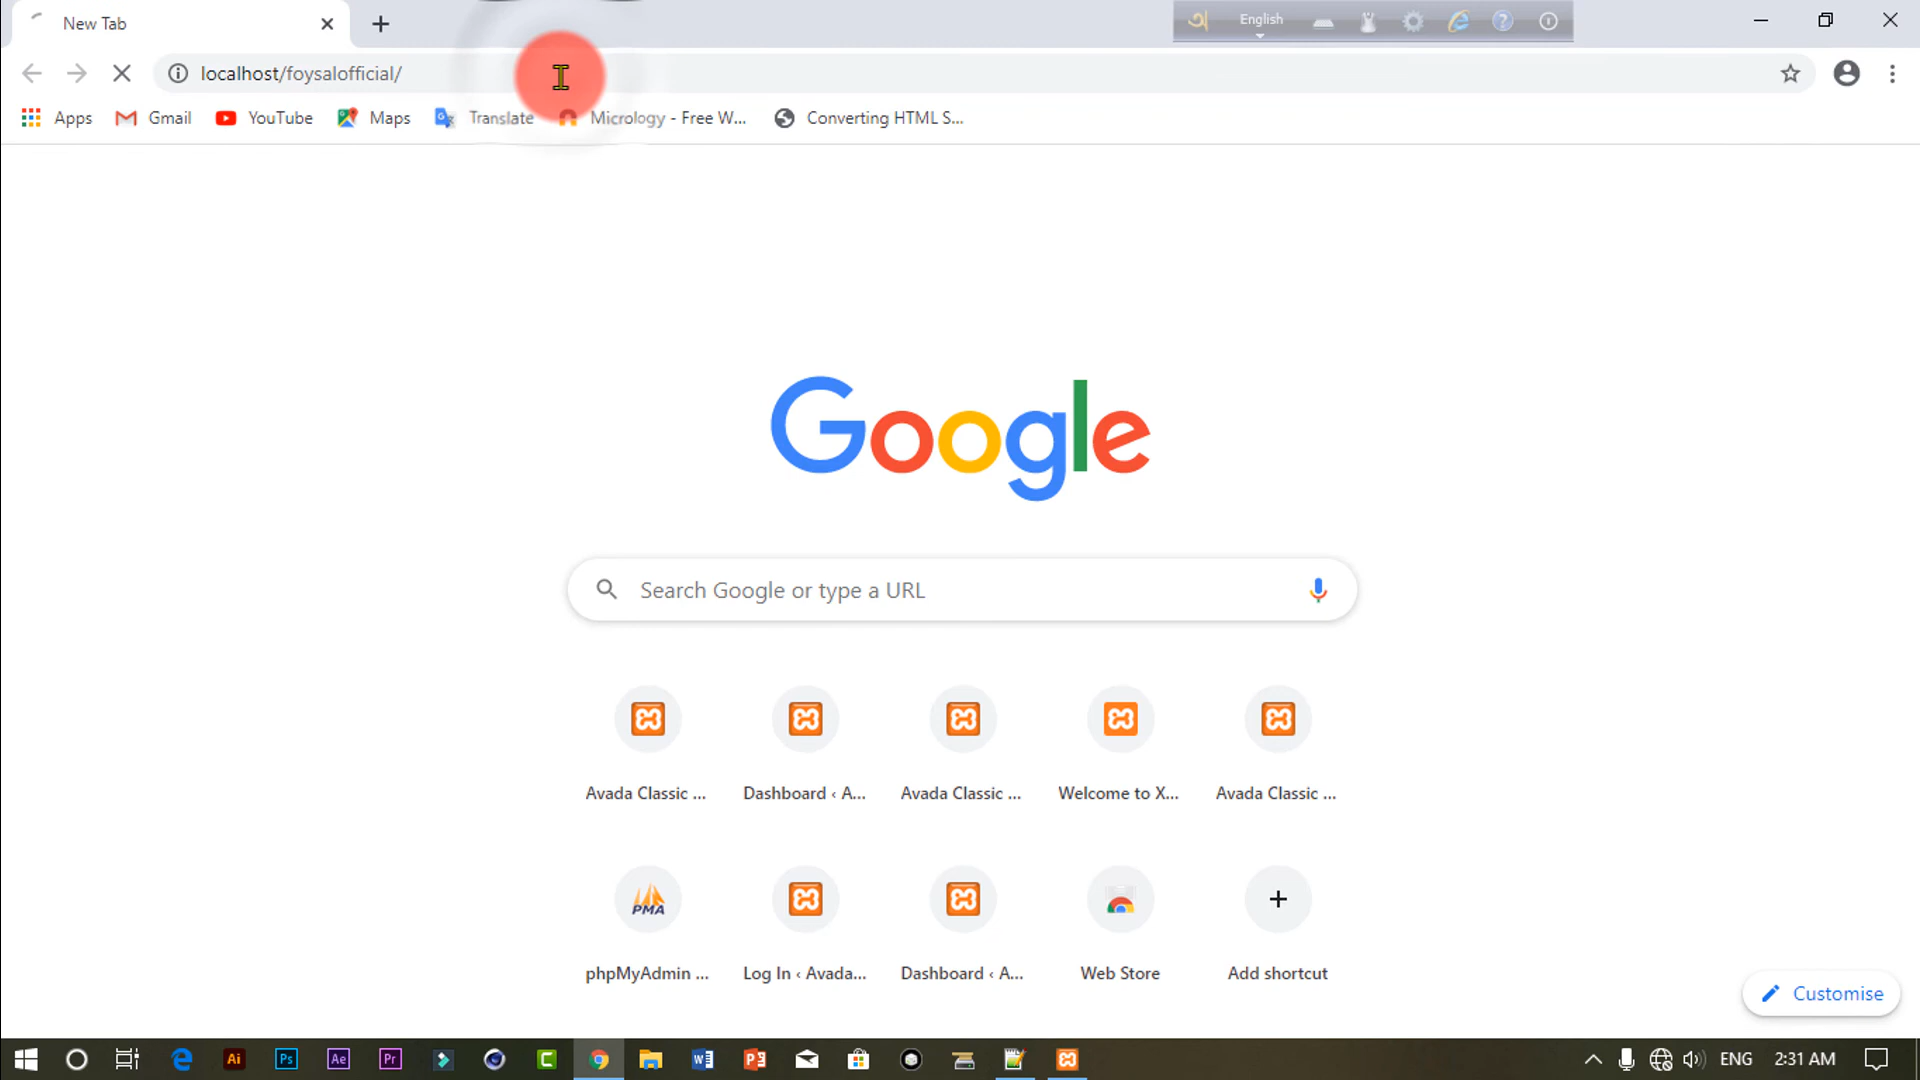 New Tab
English
localhost/foysalofficial/
Apps
Gmail
YouTube
Maps
Translate
Micrology - Free W...
Converting HTML S...
Google
Search Google or type a URL
Avada Classic ...
Dashboard ‹ A...
Avada Classic ...
Welcome to X...
Avada Classic ...
PMA
phpMyAdmin ...
Log In ‹ Avada...
Dashboard ‹ A...
Web Store
Add shortcut
Customise
Ai
Ps
Ae
Pr
ENG
2:31 AM